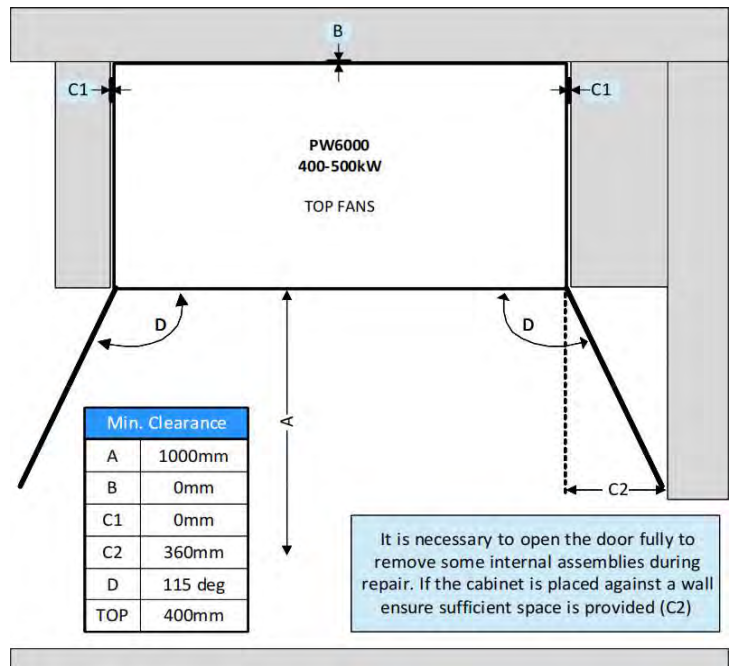 B
C1
C1
PW6000
400-500kW
TOP FANS
D
D
A
Min. Clearance
A 1000mm
B 0mm
C1 0mm
C2 360mm
D 115 deg
TOP 400mm
C2
It is necessary to open the door fully to
remove some internal assemblies during
repair. If the cabinet is placed against a wall
ensure sufficient space is provided (C2)